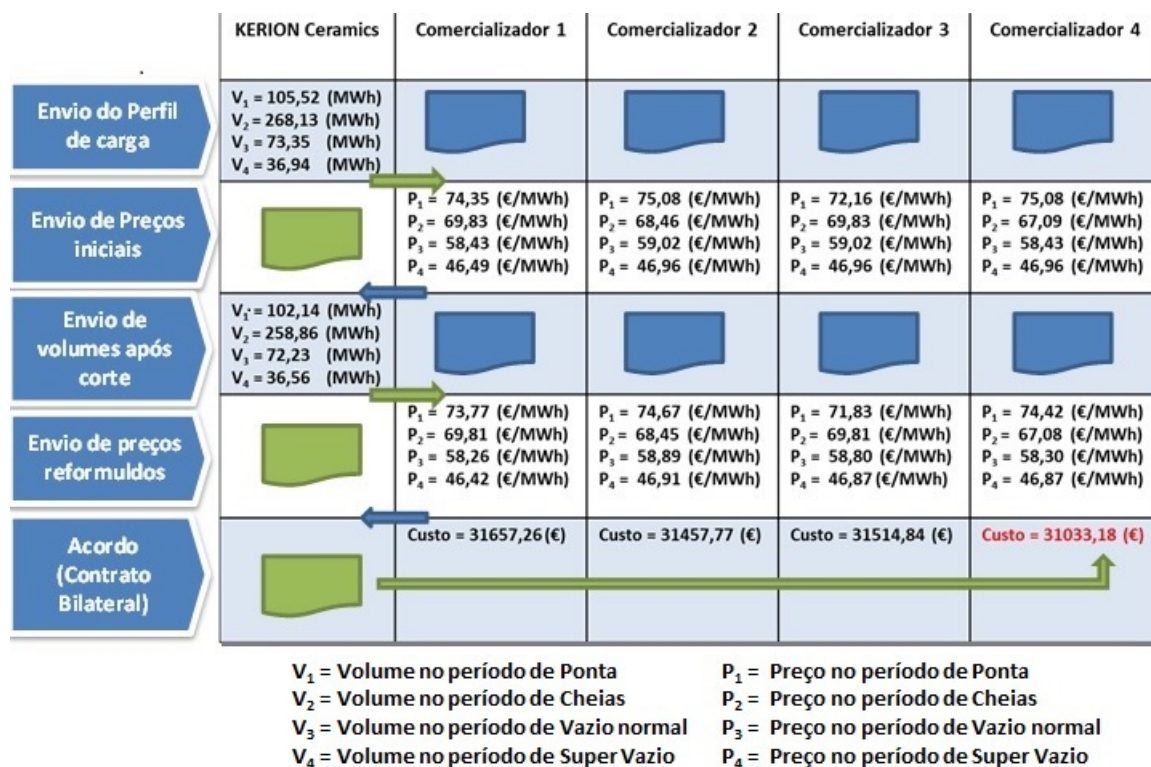 KERION Ceramics Comercializador 1 Comercializador 2 Comercializador 3 Comercializador 4
Envio do Perfil
de carga
V₁ = 105,52 (MWh)
V₂ = 268,13 (MWh)
V₃ = 73,35 (MWh)
V₄ = 36,94 (MWh)
Envio de Preços
iniciais
P₁ = 74,35 (€/MWh)
P₂ = 69,83 (€/MWh)
P₃ = 58,43 (€/MWh)
P₄ = 46,49 (€/MWh)
P₁ = 75,08 (€/MWh)
P₂ = 68,46 (€/MWh)
P₃ = 59,02 (€/MWh)
P₄ = 46,96 (€/MWh)
P₁ = 72,16 (€/MWh)
P₂ = 69,83 (€/MWh)
P₃ = 59,02 (€/MWh)
P₄ = 46,96 (€/MWh)
P₁ = 75,08 (€/MWh)
P₂ = 67,09 (€/MWh)
P₃ = 58,43 (€/MWh)
P₄ = 46,96 (€/MWh)
Envio de
volumes após
corte
V₁ = 102,14 (MWh)
V₂ = 258,86 (MWh)
V₃ = 72,23 (MWh)
V₄ = 36,56 (MWh)
Envio de preços
reformuldos
P₁ = 73,77 (€/MWh)
P₂ = 69,81 (€/MWh)
P₃ = 58,26 (€/MWh)
P₄ = 46,42 (€/MWh)
P₁ = 74,67 (€/MWh)
P₂ = 68,45 (€/MWh)
P₃ = 58,89 (€/MWh)
P₄ = 46,91 (€/MWh)
P₁ = 71,83 (€/MWh)
P₂ = 69,81 (€/MWh)
P₃ = 58,80 (€/MWh)
P₄ = 46,87 (€/MWh)
P₁ = 74,42 (€/MWh)
P₂ = 67,08 (€/MWh)
P₃ = 58,30 (€/MWh)
P₄ = 46,87 (€/MWh)
Acordo
(Contrato
Bilateral)
Custo = 31657,26 (€) Custo = 31457,77 (€) Custo = 31514,84 (€) Custo = 31033,18 (€)
V₁ = Volume no período de Ponta
V₂ = Volume no período de Cheias
V₃ = Volume no período de Vazio normal
V₄ = Volume no período de Super Vazio
P₁ = Preço no período de Ponta
P₂ = Preço no período de Cheias
P₃ = Preço no período de Vazio normal
P₄ = Preço no período de Super Vazio